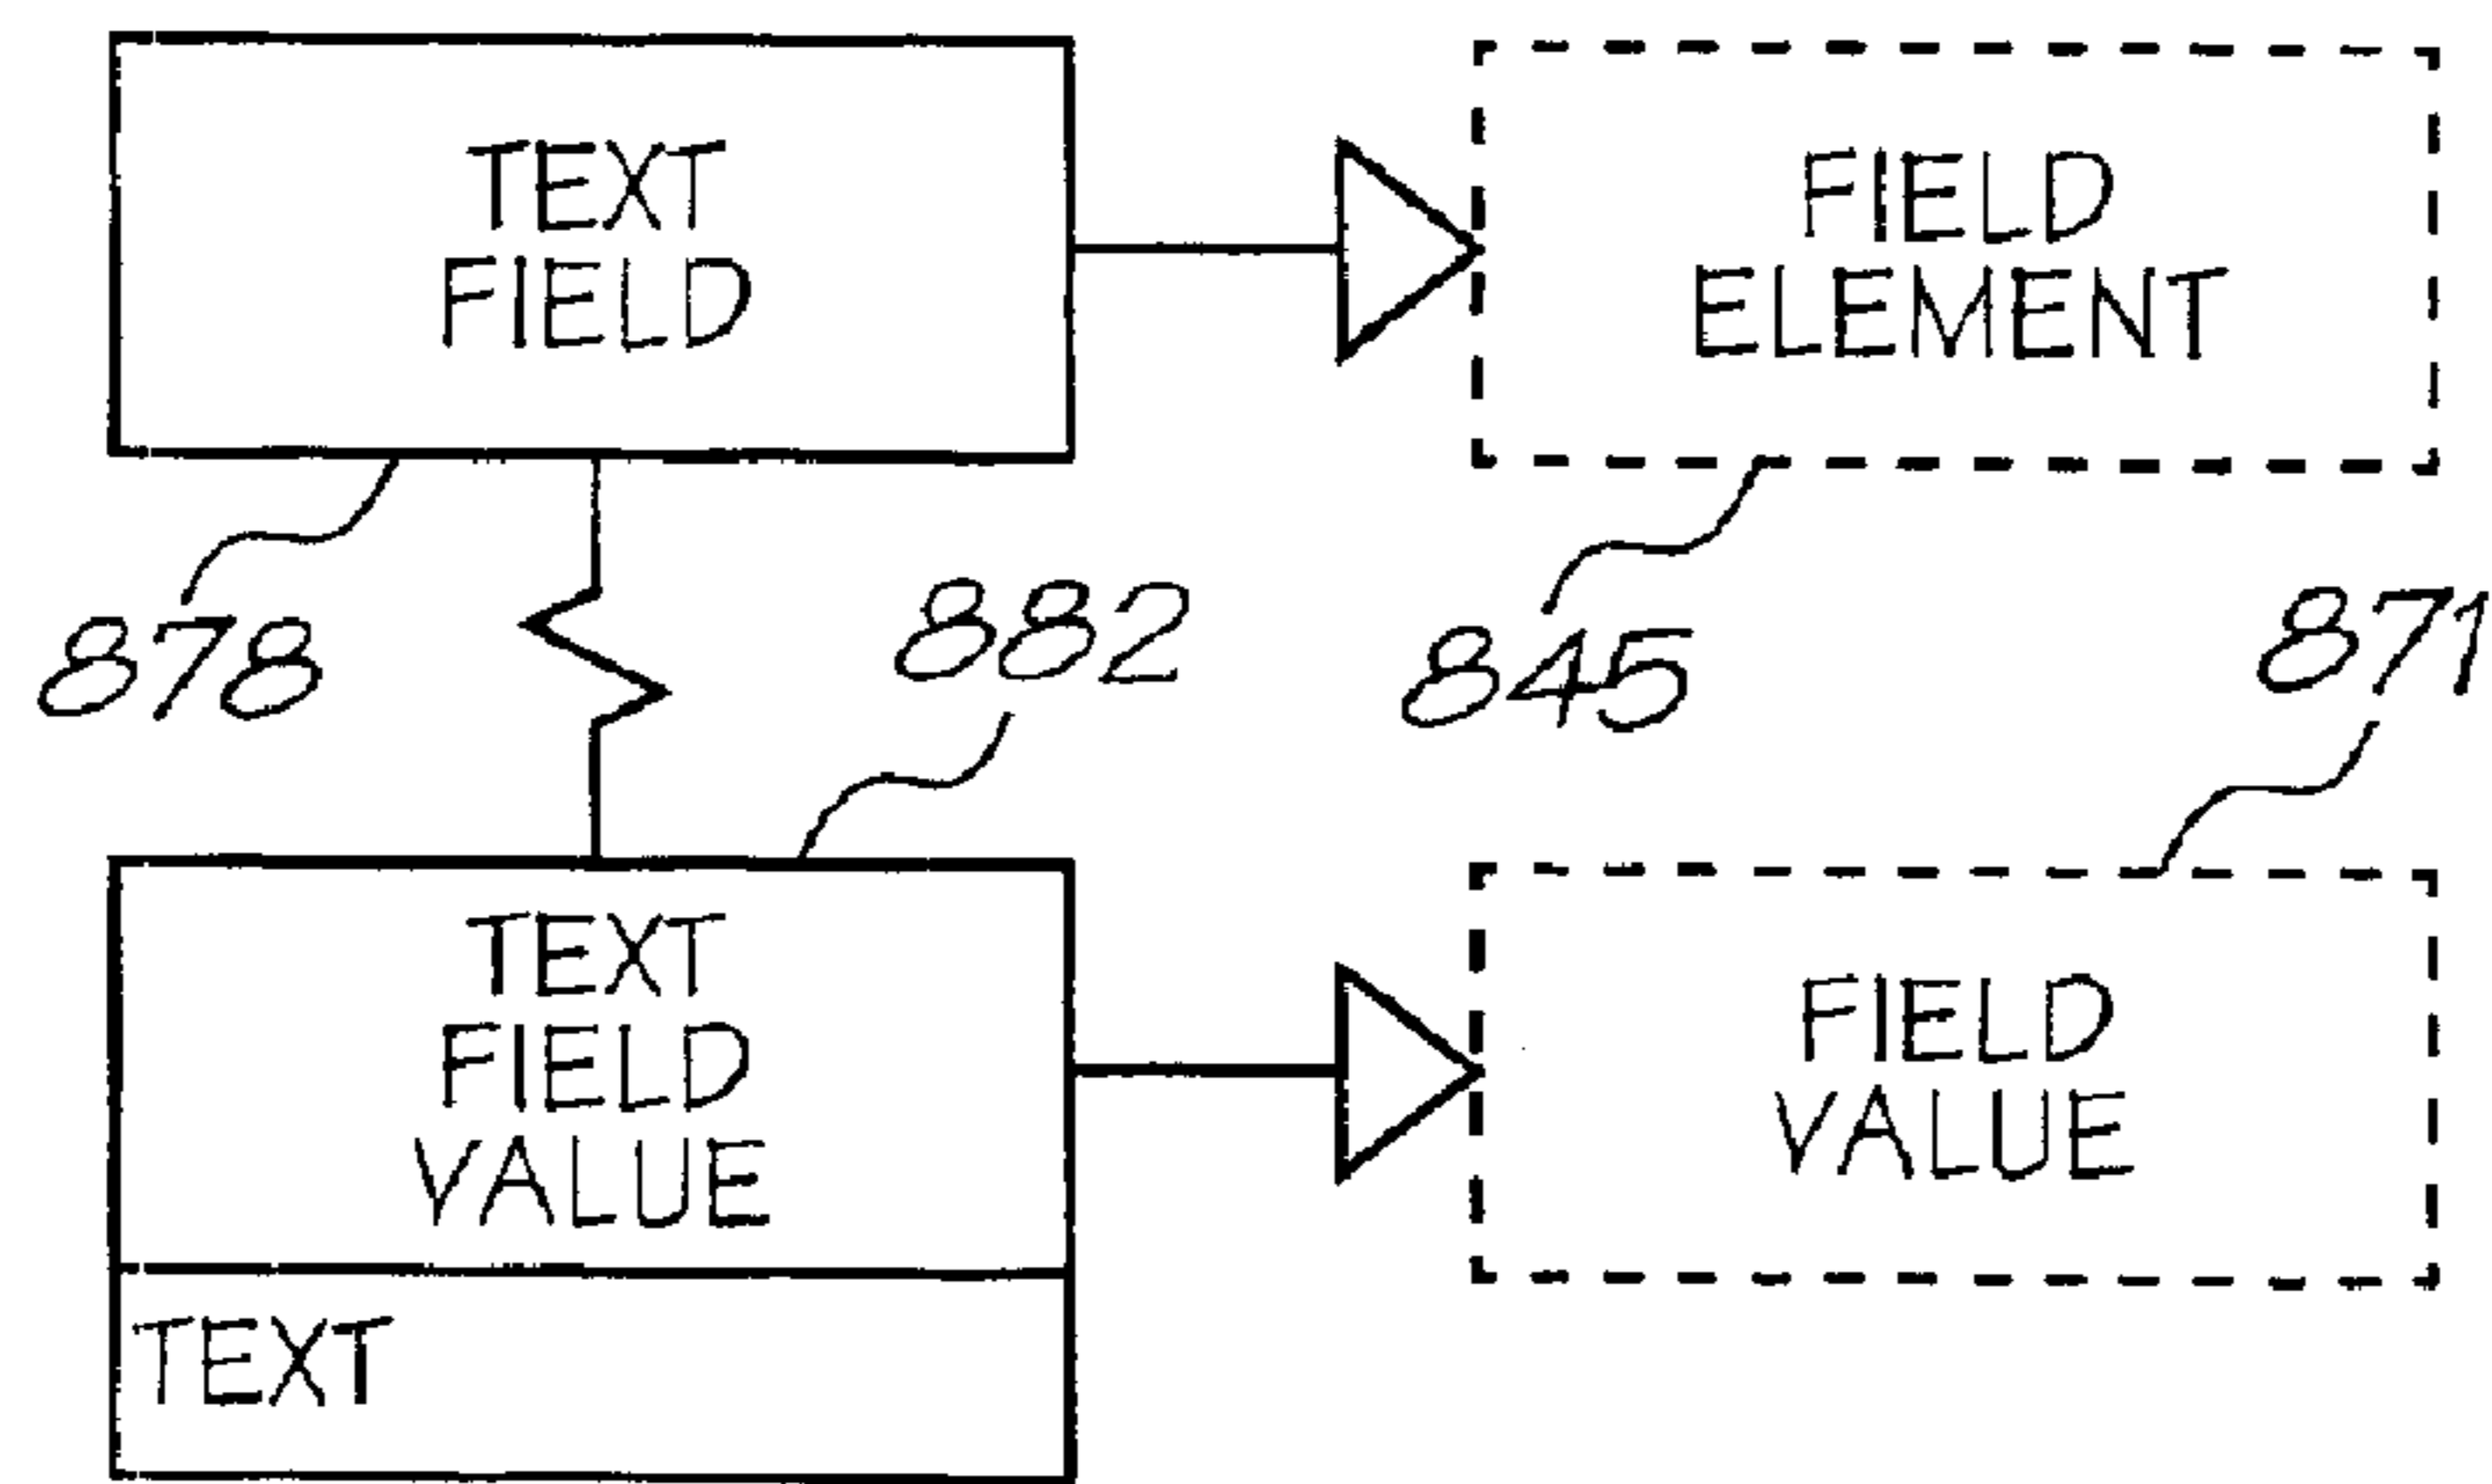 TEXT
FIELD
FIELD
ELEMENT
878
882
845
871
TEXT
FIELD
VALUE
FIELD
VALUE
TEXT